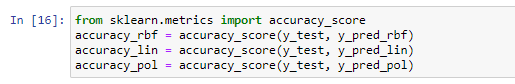 In [16]: from sklearn.metrics import accuracy_score
accuracy_rbf = accuracy_score(y_test, y_pred_rbf)
accuracy_lin = accuracy_score(y_test, y_pred_lin)
accuracy_pol = accuracy_score(y_test, y_pred_pol)